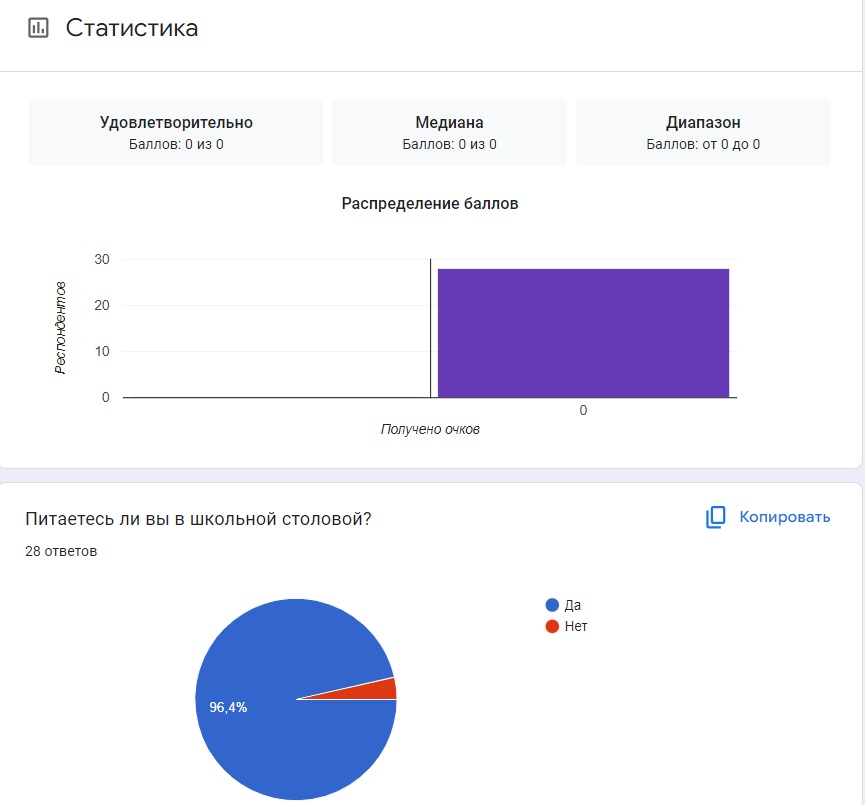 Статистика
Удовлетворительно
Баллов: 0 из 0
Медиана
Баллов: 0 из 0
Диапазон
Баллов: от 0 до 0
Распределение баллов
30
20
10
0
Респондентов
0
Получено очков
Питаетесь ли вы в школьной столовой?
Копировать
28 ответов
Да
Нет
96,4%